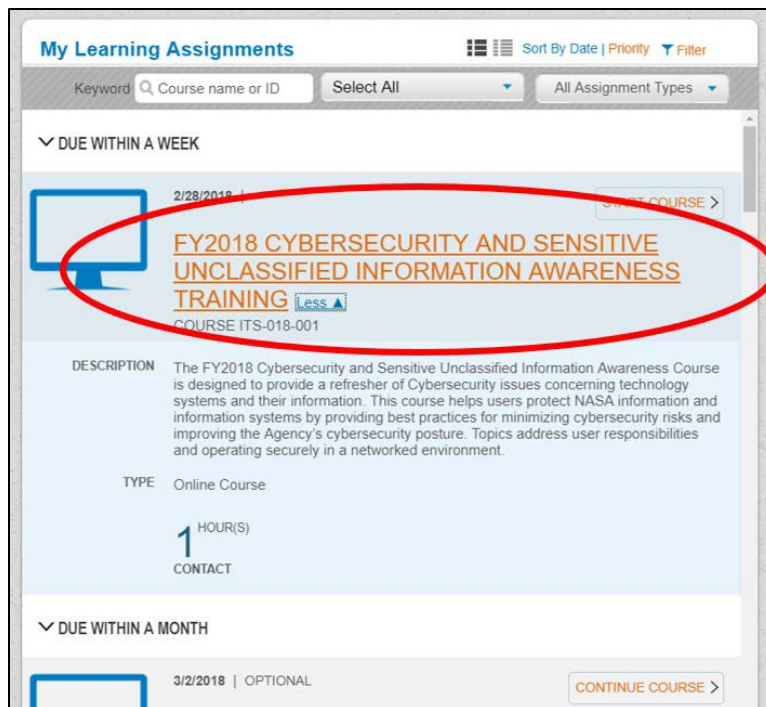 My Learning Assignments Sort By Date | Priority Filter
Keyword Course name or ID Select All All Assignment Types
DUE WITHIN A WEEK
2/28/2018 |
START COURSE >
FY2018 CYBERSECURITY AND SENSITIVE
UNCLASSIFIED INFORMATION AWARENESS
TRAINING Less ▲
COURSE ITS-018-001
DESCRIPTION The FY2018 Cybersecurity and Sensitive Unclassified Information Awareness Course
is designed to provide a refresher of Cybersecurity issues concerning technology
systems and their information. This course helps users protect NASA information and
information systems by providing best practices for minimizing cybersecurity risks and
improving the Agency's cybersecurity posture. Topics address user responsibilities
and operating securely in a networked environment.
TYPE Online Course
1 HOUR(S)
CONTACT
DUE WITHIN A MONTH
3/2/2018 | OPTIONAL
CONTINUE COURSE >